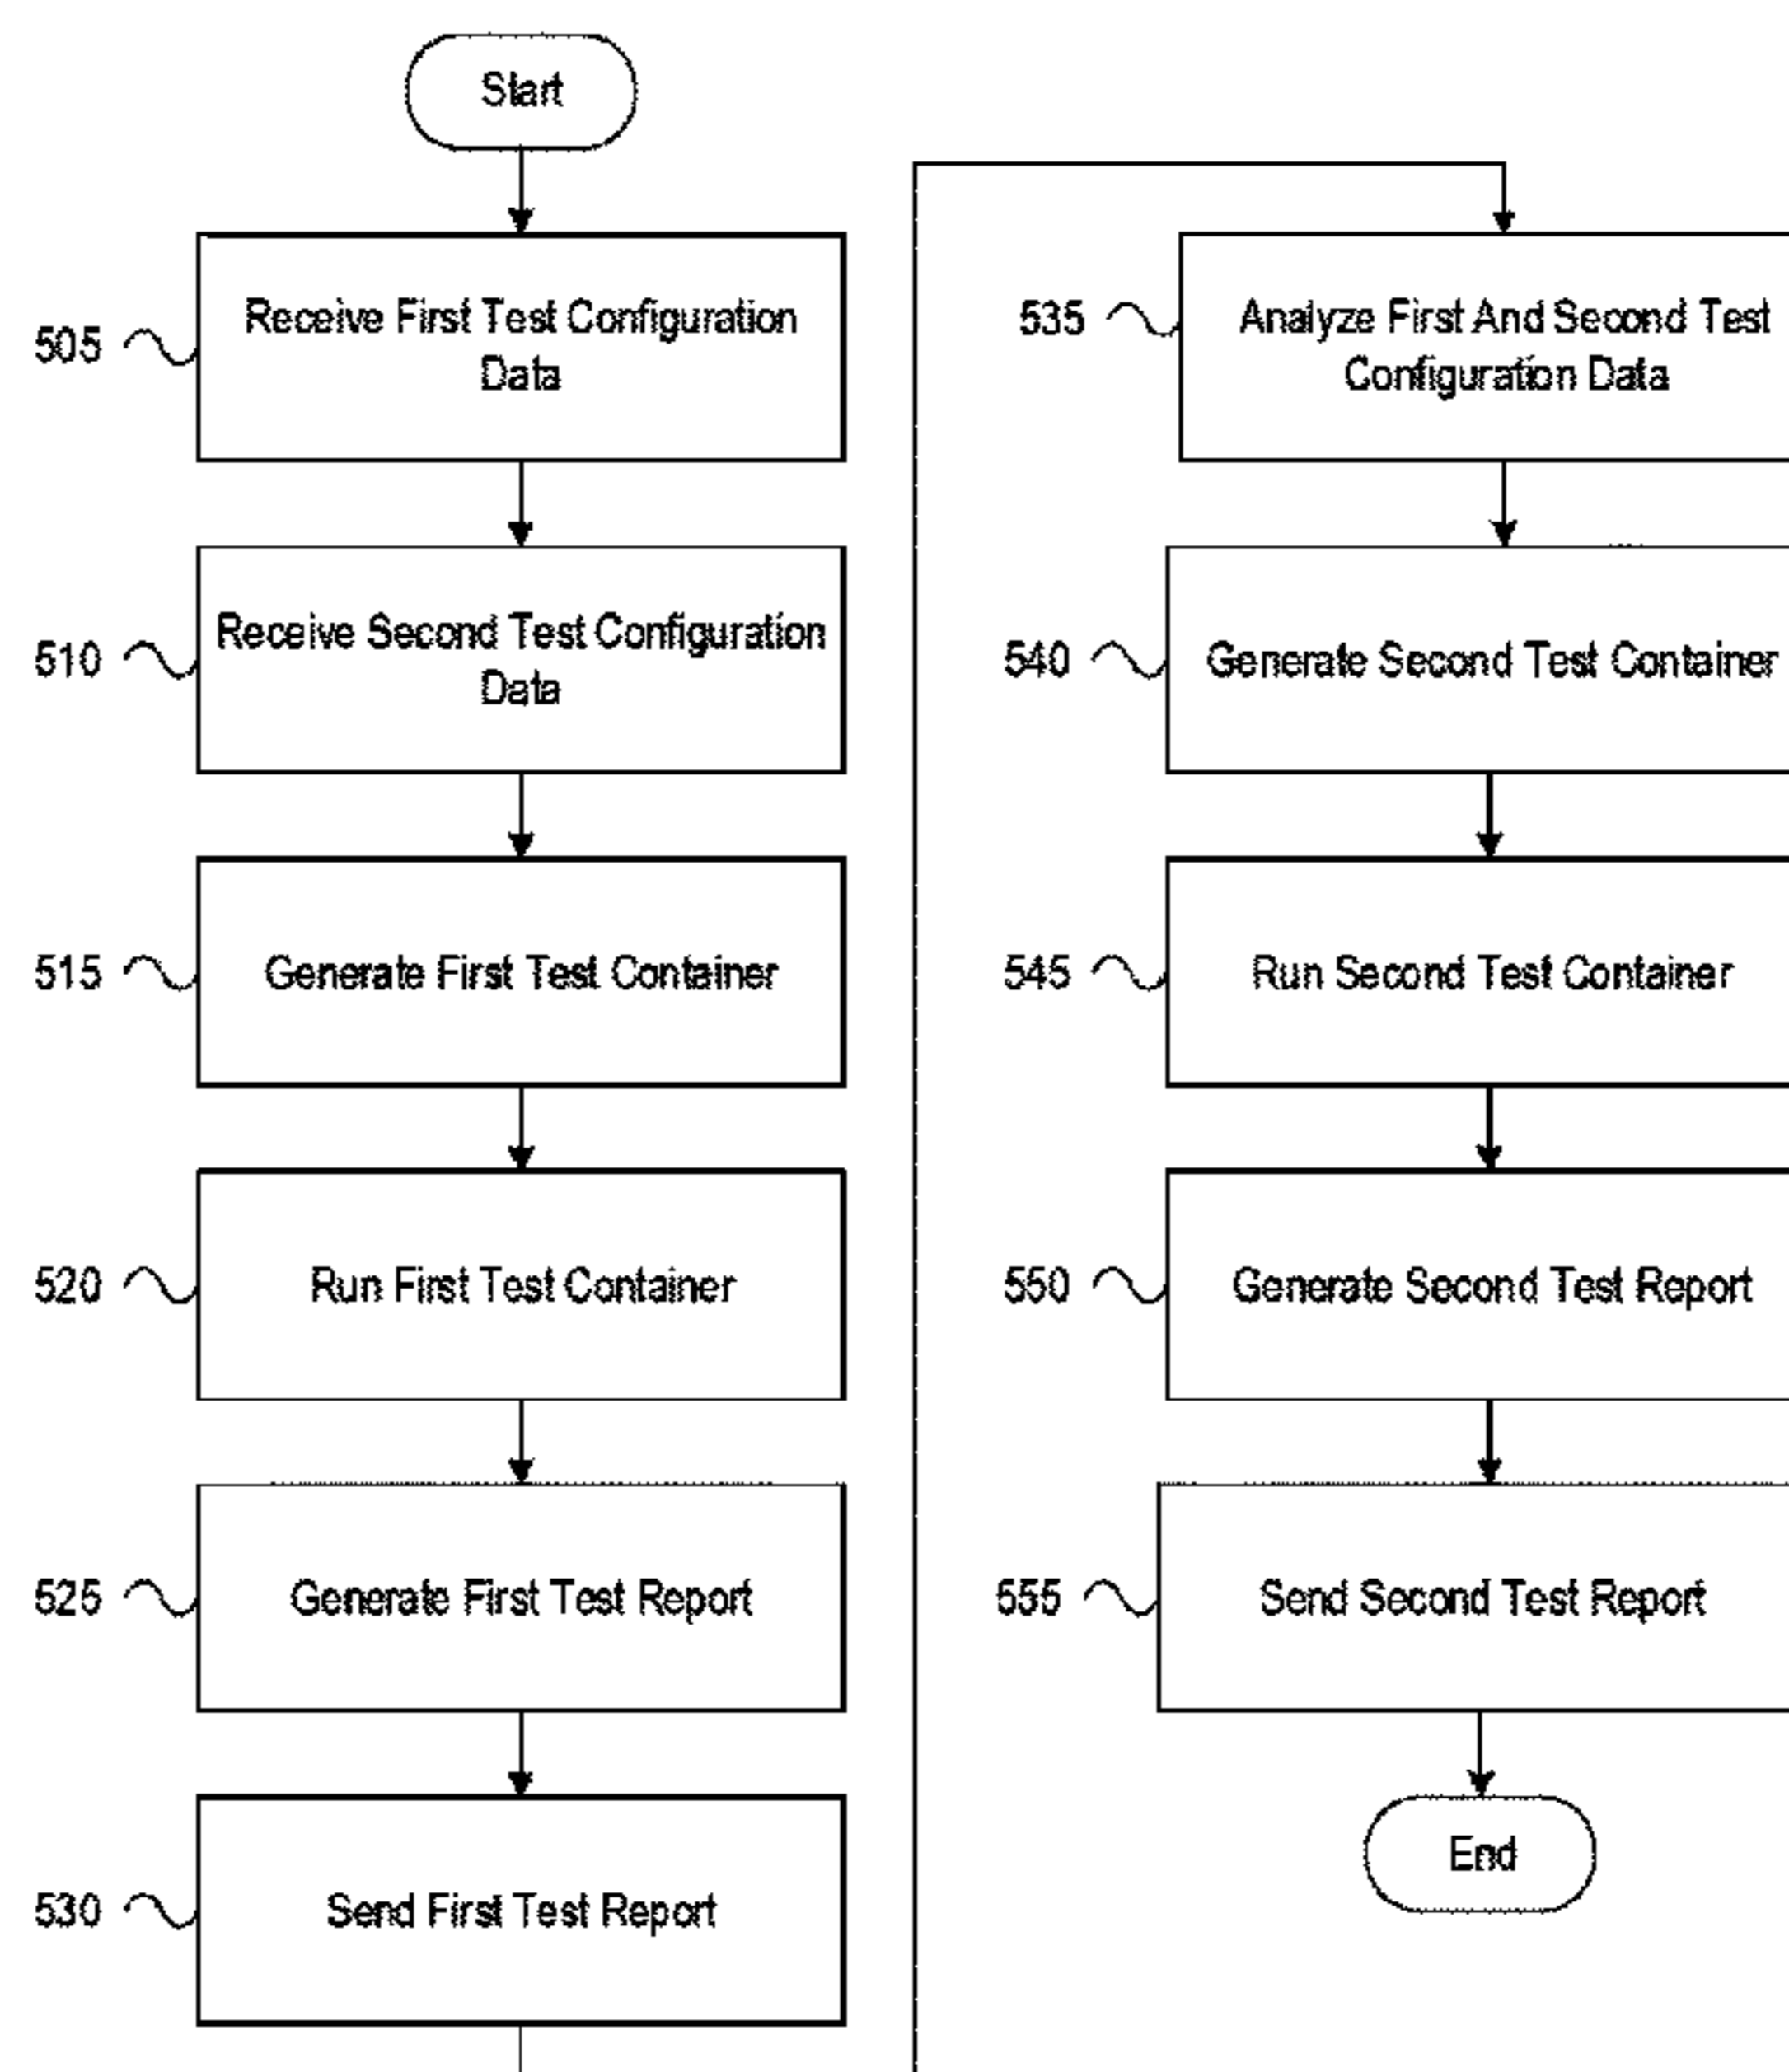 Start
505
Receive First Test Configuration
Data
510
Receive Second Test Configuration
Data
515
Generate First Test Container
520
Run First Test Container
525
Generate First Test Report
530
Send First Test Report
535
Analyze First And Second Test
Configuration Data
540
Generate Second Test Container
545
Run Second Test Container
550
Generate Second Test Report
555
Send Second Test Report
End